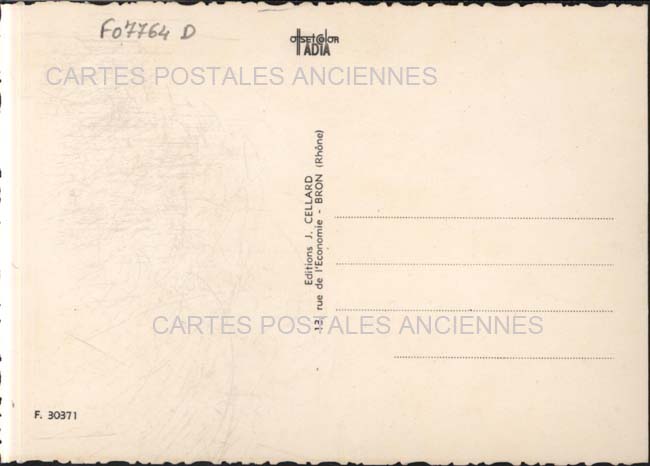 F07764 D
OFFSETCOLOR
TADIA
CARTES POSTALES ANCIENNES
Editions J. CELLARD
13, rue de l'Economie - BRON (Rhône)
CARTES POSTALES ANCIENNES
F. 30371